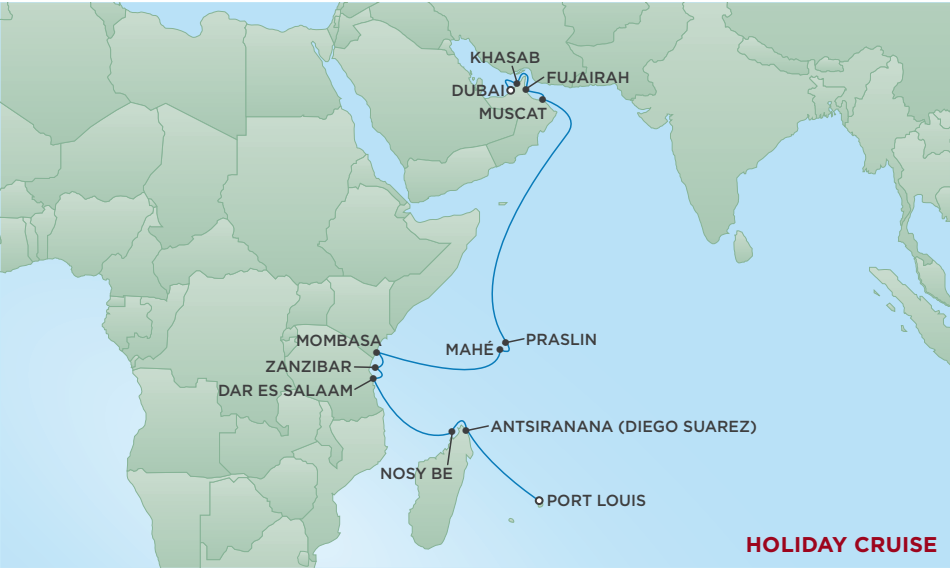 KHASAB
FUJAIRAH
DUBAI
MUSCAT
PRASLIN
MOMBASA
MAHÉ
ZANZIBAR
DAR ES SALAAM
ANTSIRANANA (DIEGO SUAREZ)
NOSY BE
PORT LOUIS
HOLIDAY CRUISE